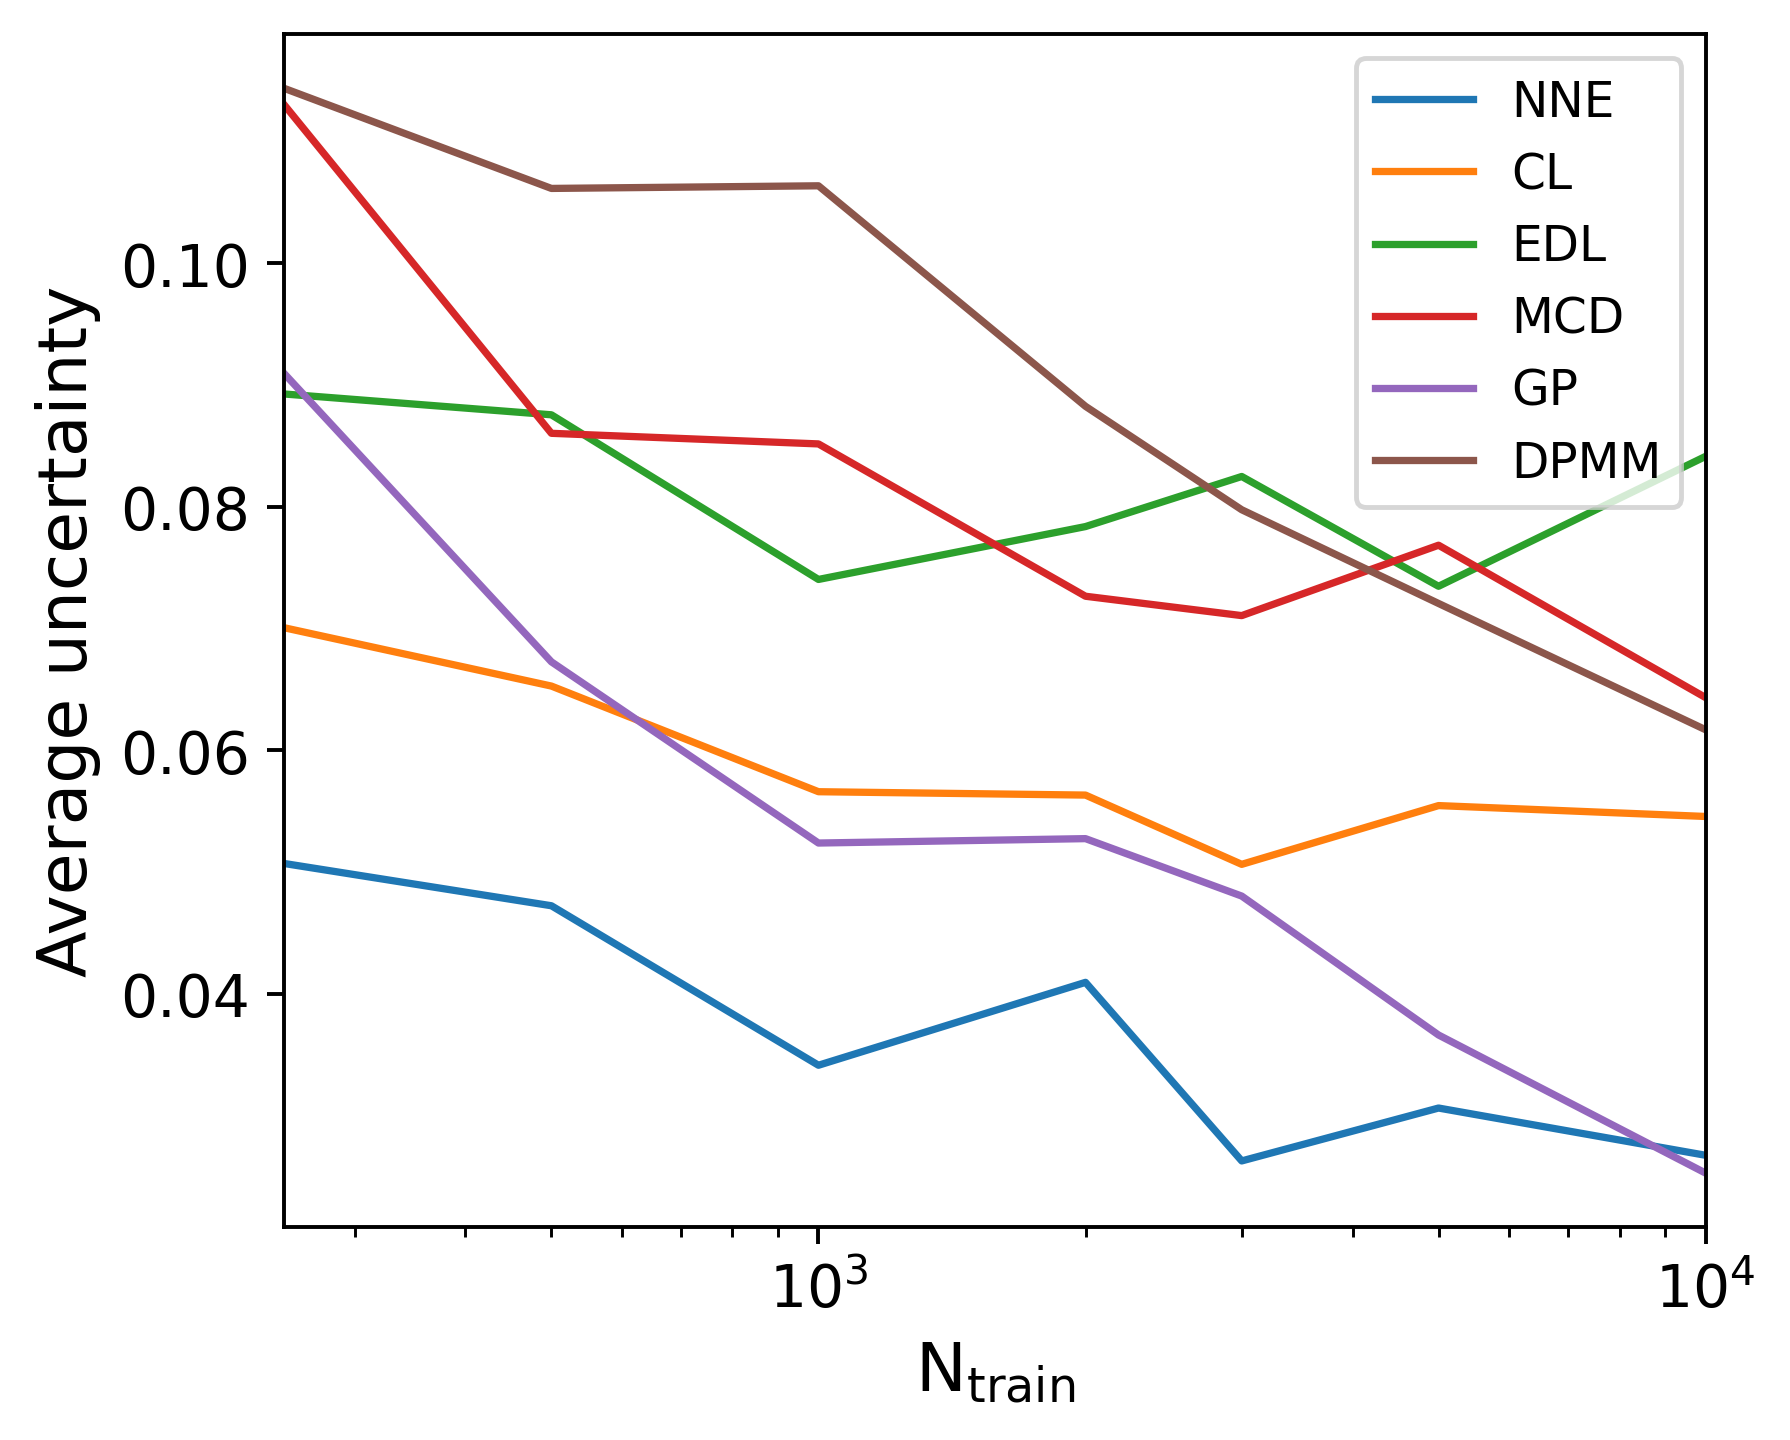 NNE
CL
EDL
MCD
GP
DPMM
0.10
0.08
0.06
0.04
Average uncertainty
10³
10⁴
N_train